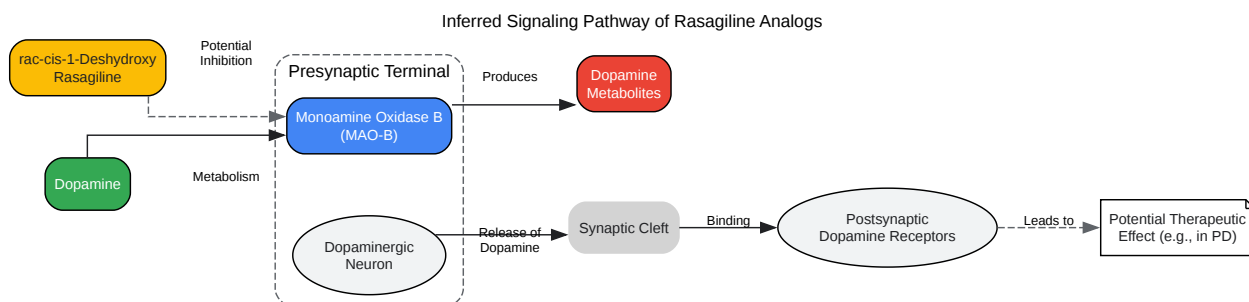 Inferred Signaling Pathway of Rasagiline Analogs
rac-cis-1-Deshydroxy
Rasagiline
Potential
Inhibition
Presynaptic Terminal
Monoamine Oxidase B
(MAO-B)
Produces
Dopamine
Metabolites
Dopamine
Metabolism
Dopaminergic
Neuron
Release of
Dopamine
Synaptic Cleft
Binding
Postsynaptic
Dopamine Receptors
Leads to
Potential Therapeutic
Effect (e.g., in PD)